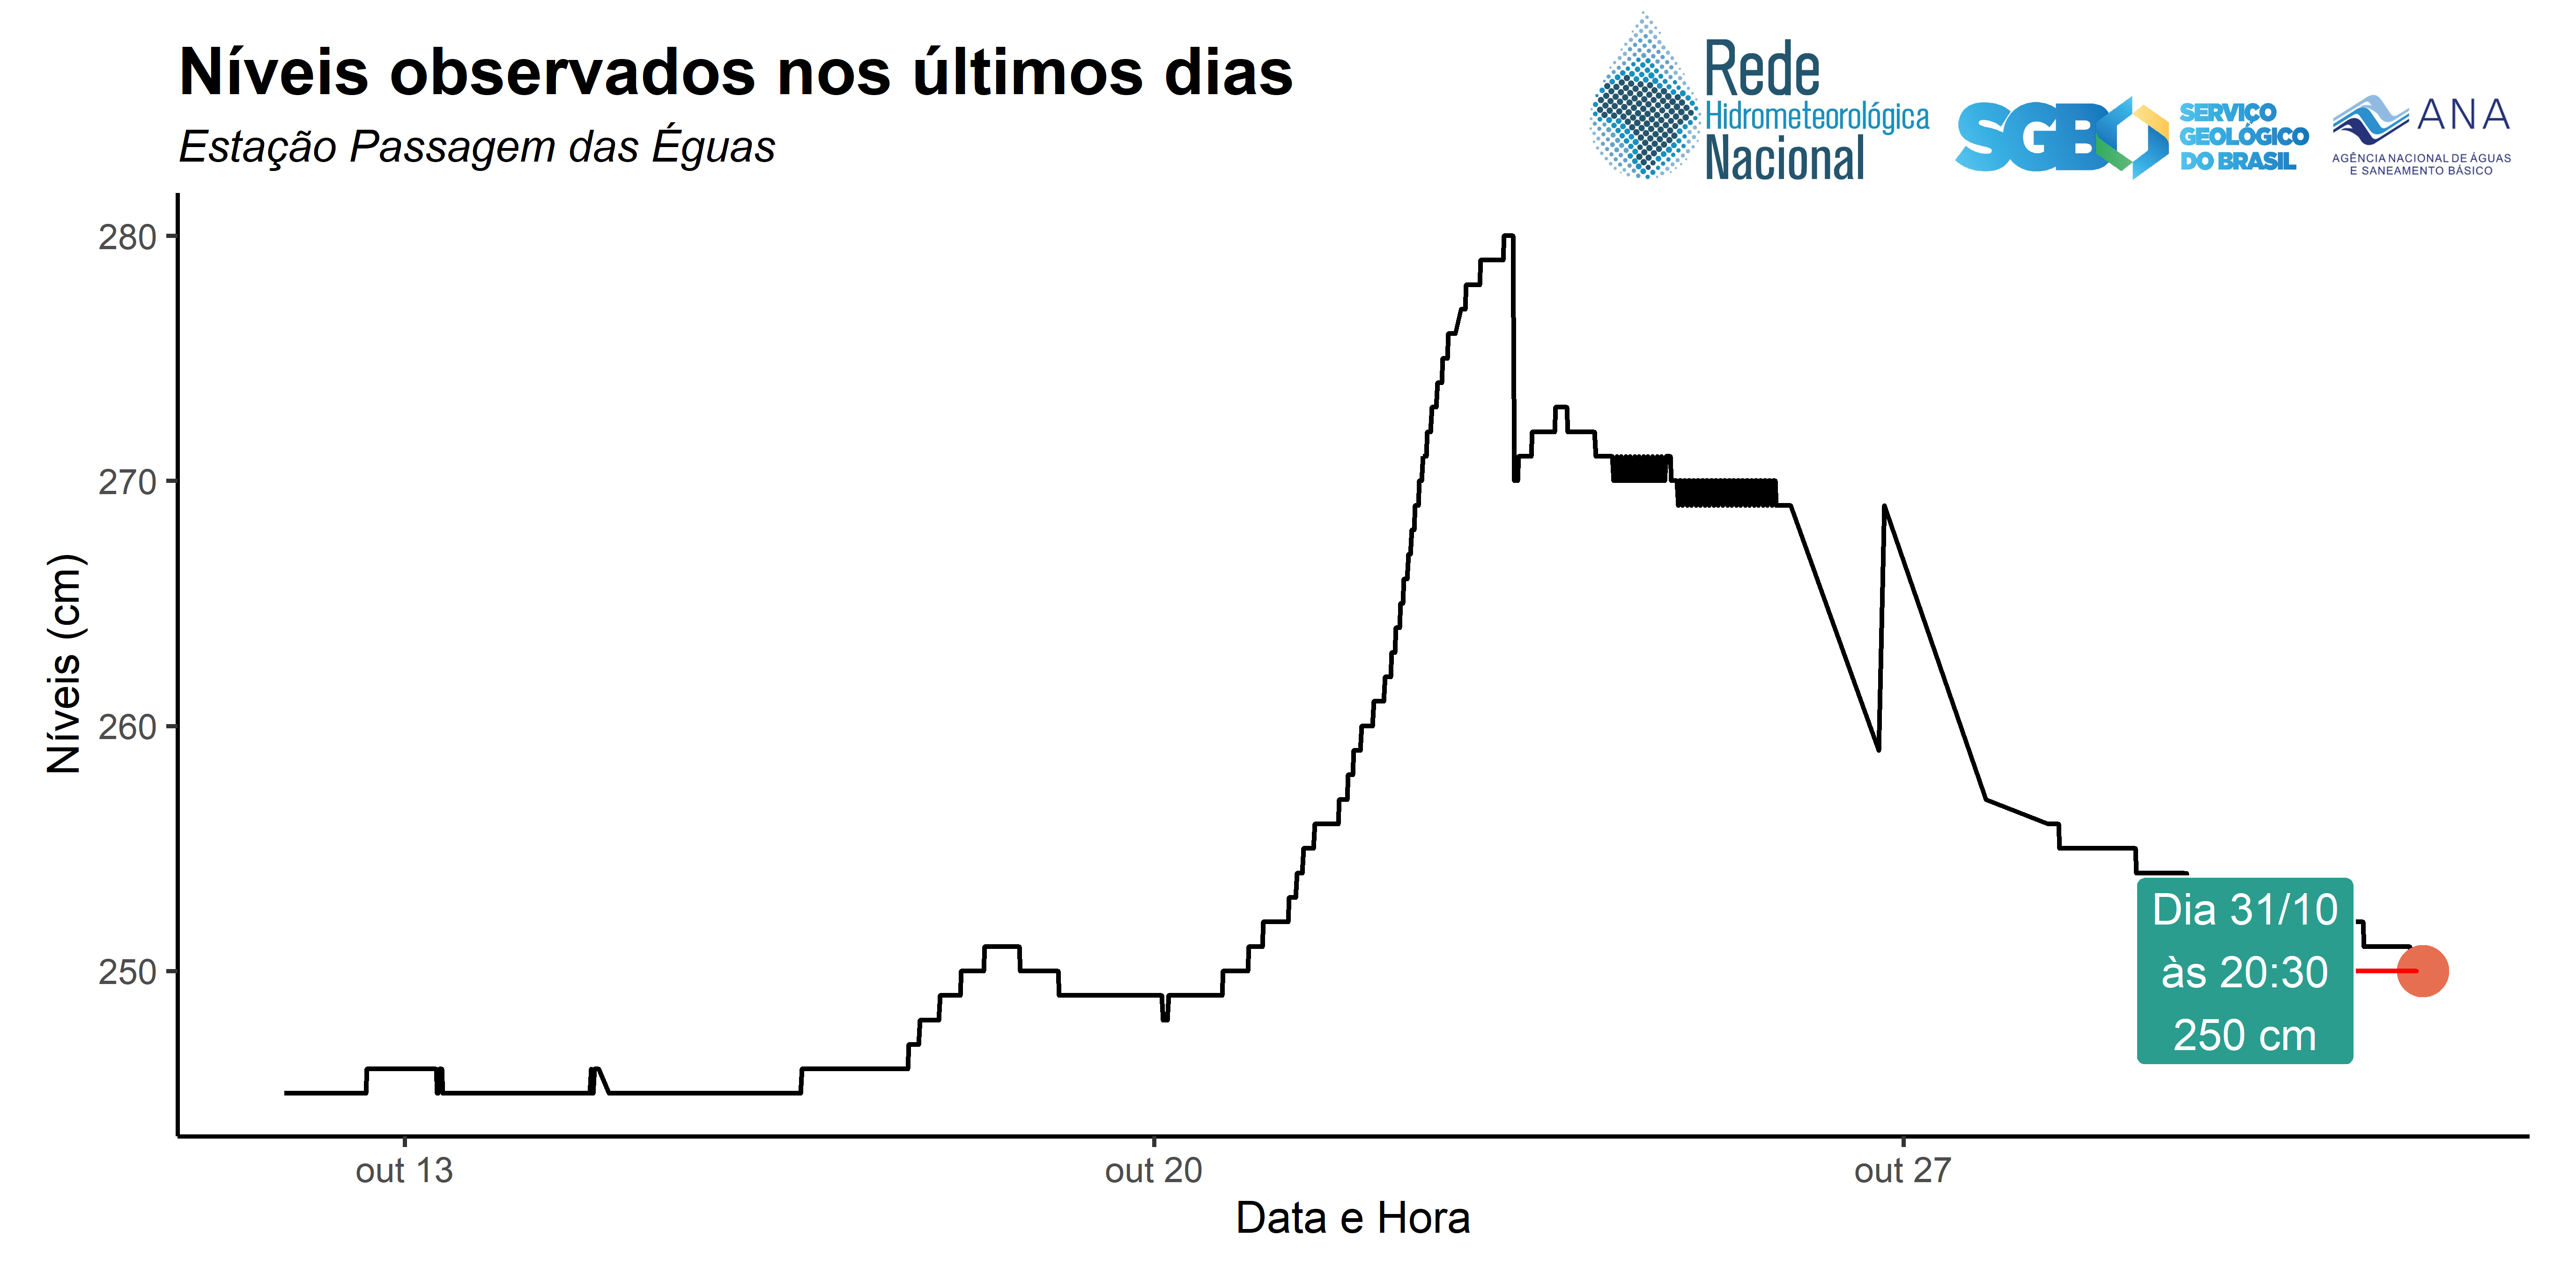 Níveis observados nos últimos dias
Estação Passagem das Éguas
Rede
Hidrometeorológica
Nacional
SGB
SERVIÇO
GEOLÓGICO
DO BRASIL
ANA
AGÊNCIA NACIONAL DE ÁGUAS
E SANEAMENTO BÁSICO
Níveis (cm)
280
270
260
250
Dia 31/10
às 20:30
250 cm
out 13
out 20
out 27
Data e Hora